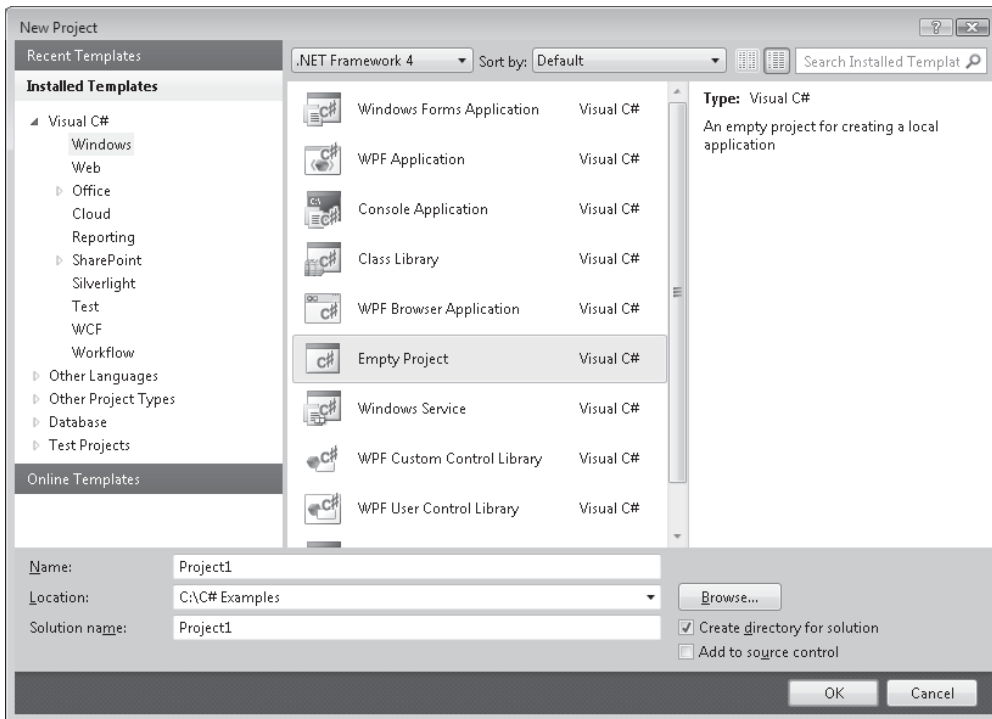 New Project
Recent Templates
Installed Templates
Visual C#
Windows
Web
Office
Cloud
Reporting
SharePoint
Silverlight
Test
WCF
Workflow
Other Languages
Other Project Types
Database
Test Projects
Online Templates
.NET Framework 4
Sort by: Default
Search Installed Templat
Windows Forms Application Visual C#
WPF Application Visual C#
Console Application Visual C#
Class Library Visual C#
WPF Browser Application Visual C#
Empty Project Visual C#
Windows Service Visual C#
WPF Custom Control Library Visual C#
WPF User Control Library Visual C#
Type: Visual C#
An empty project for creating a local
application
Name: Project1
Location: C:\C# Examples
Browse...
Solution name: Project1
Create directory for solution
Add to source control
OK
Cancel